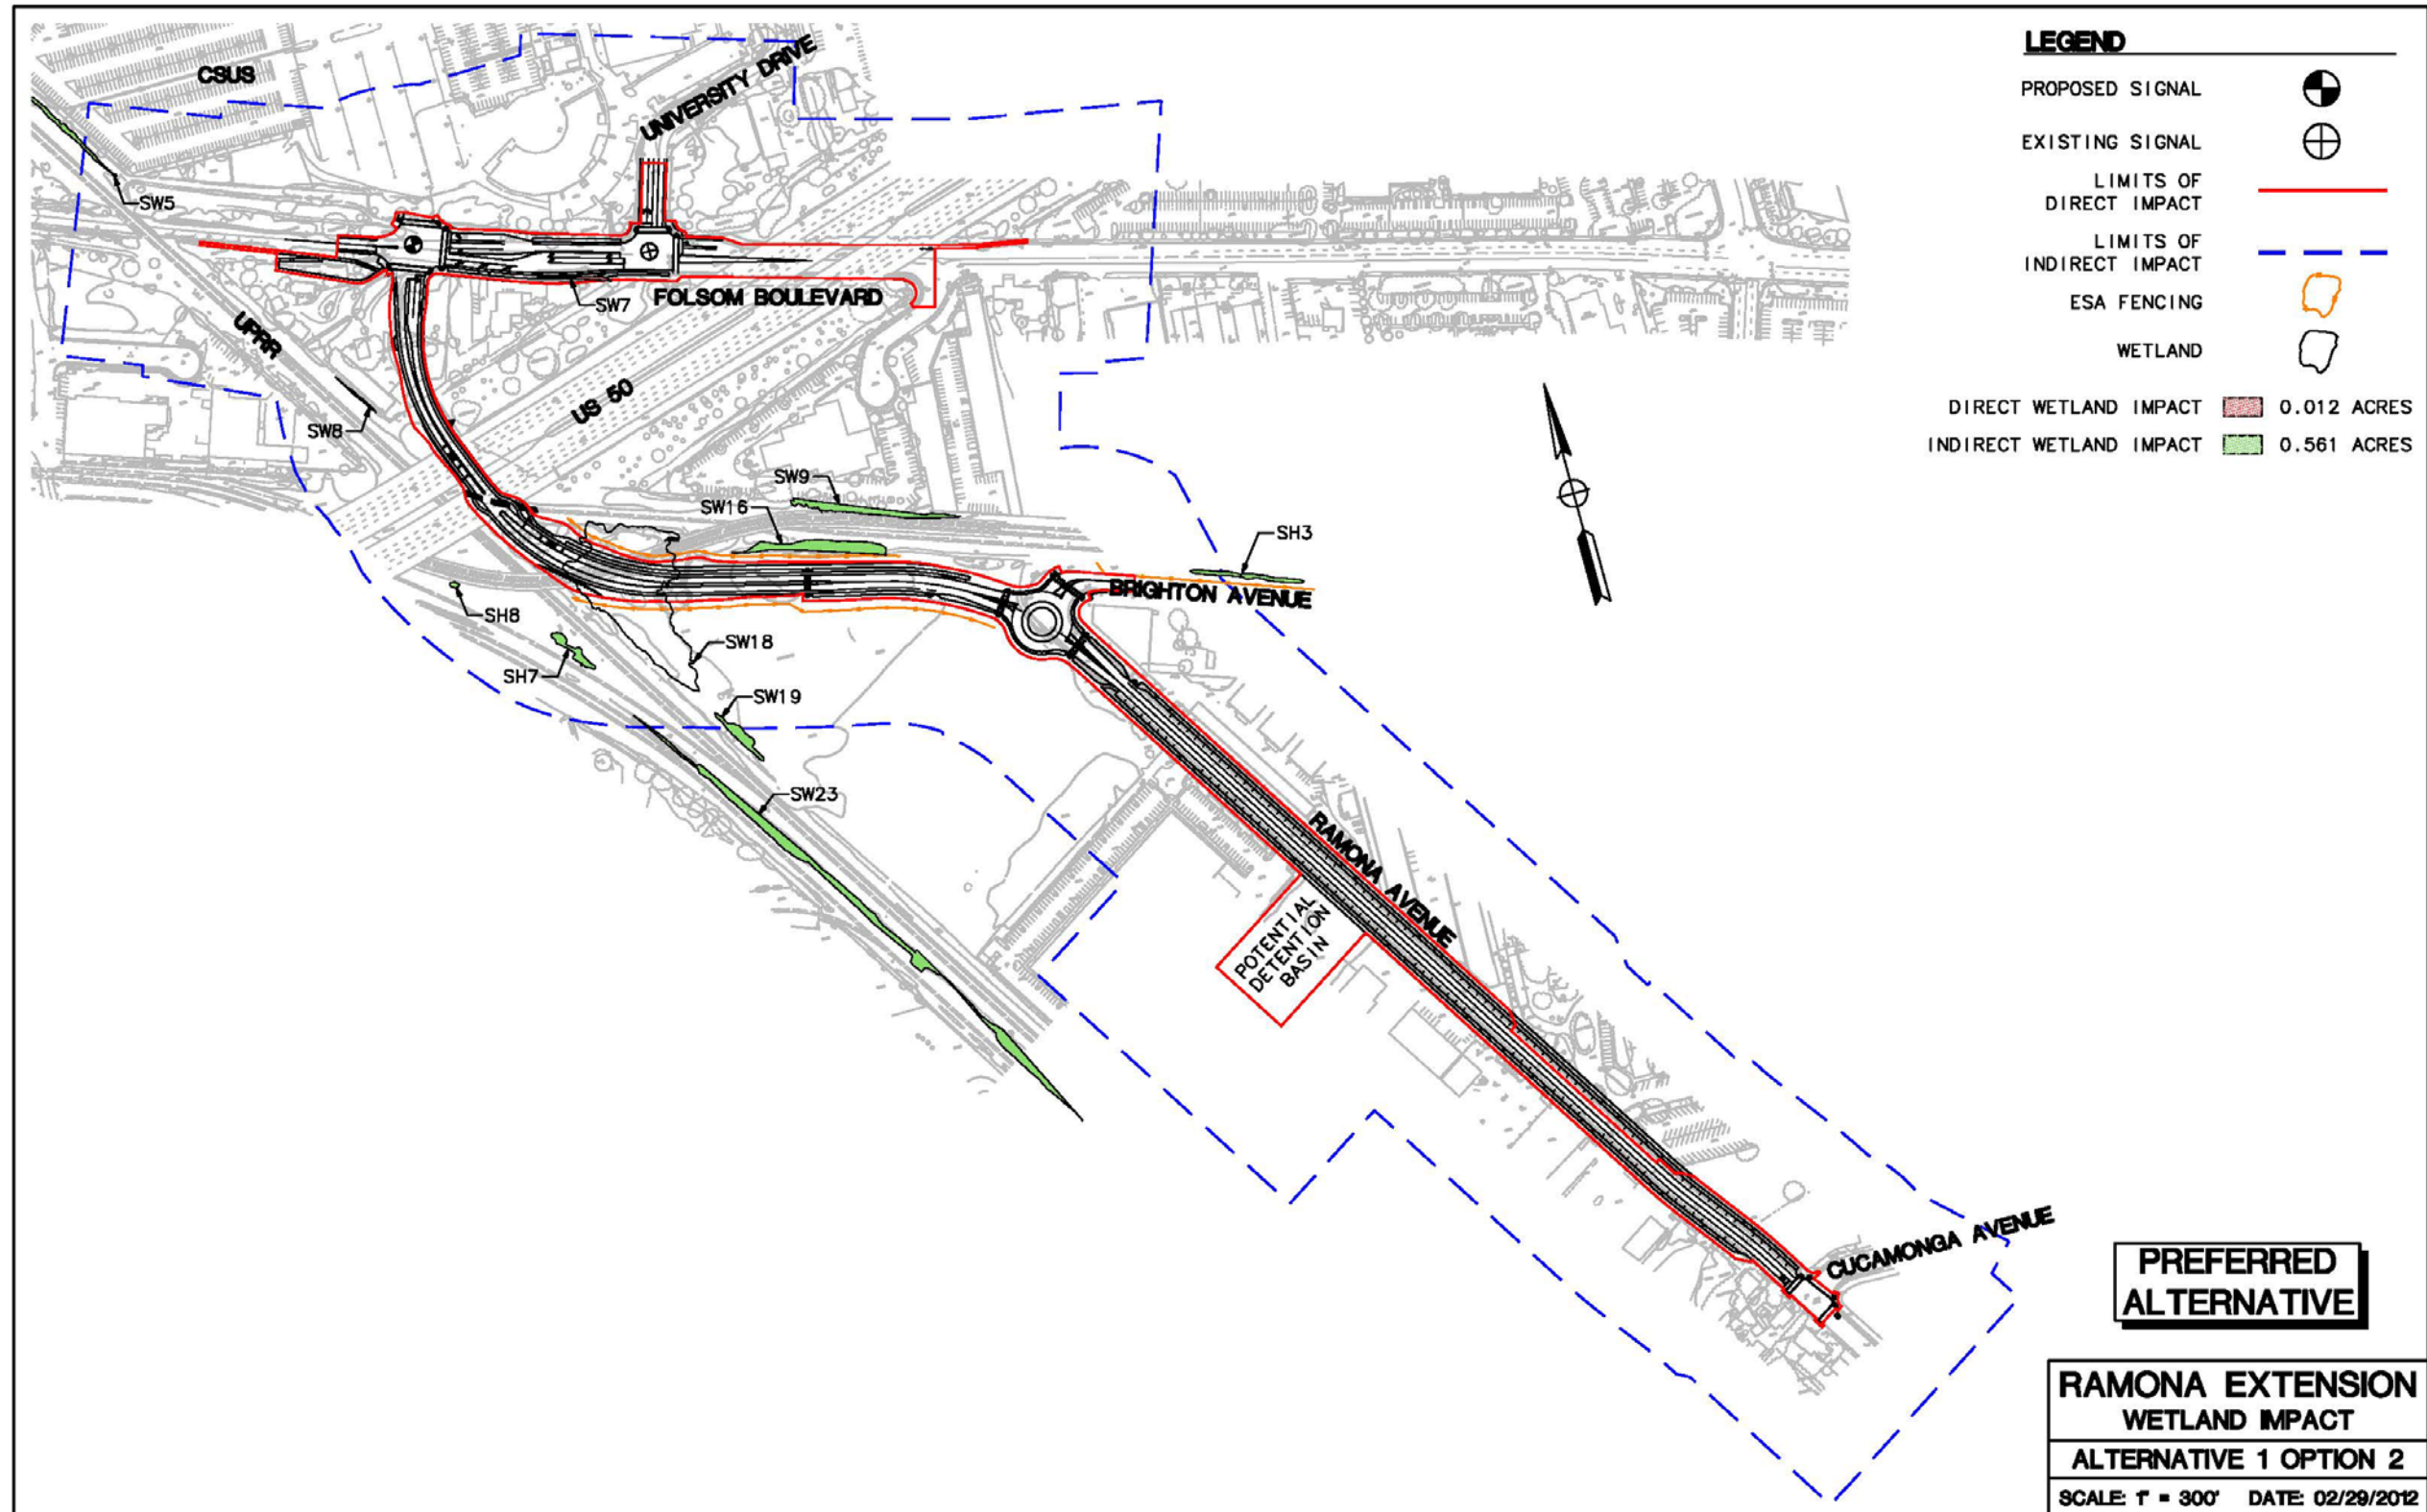 CSUS
UNIVERSITY DRIVE
SW5
SW7
FOLSOM BOULEVARD
UPRR
US 50
SW8
SW9
SW16
SH3
BRIGHTON AVENUE
SH8
SW18
SH7
SW19
SW23
RAMONA AVENUE
POTENTIAL
DETENTION
BASIN
CUCAMONGA AVENUE
LEGEND
PROPOSED SIGNAL
EXISTING SIGNAL
LIMITS OF
DIRECT IMPACT
LIMITS OF
INDIRECT IMPACT
ESA FENCING
WETLAND
DIRECT WETLAND IMPACT 0.012 ACRES
INDIRECT WETLAND IMPACT 0.561 ACRES
PREFERRED
ALTERNATIVE
RAMONA EXTENSION
WETLAND IMPACT
ALTERNATIVE 1 OPTION 2
SCALE: 1" = 300' DATE: 02/29/2012